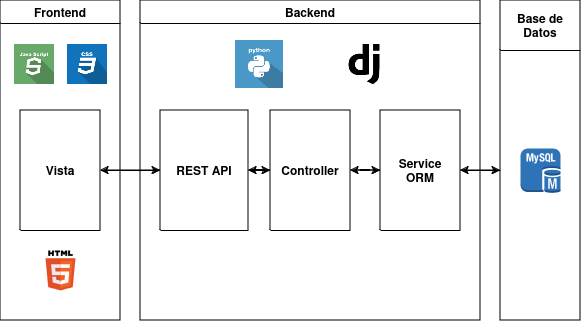 Frontend
Backend
Base de
Datos
Java Script
CSS
python
dj
Vista
REST API
Controller
Service
ORM
MySQL
M
HTML